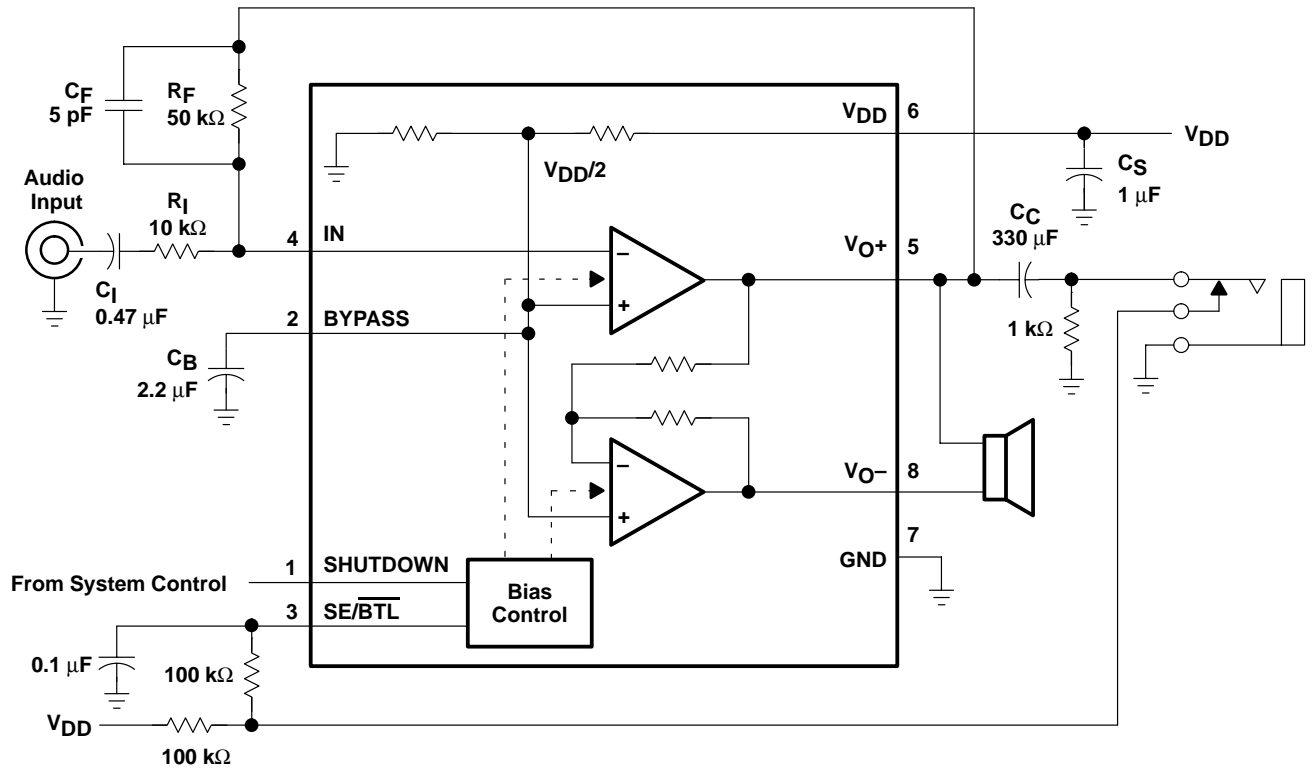 CF
5 pF
RF
50 kΩ
Audio
Input
RI
10 kΩ
CI
0.47 μF
CB
2.2 μF
4
IN
2
BYPASS
VDD/2
VDD
6
VDD
CS
1 μF
CC
330 μF
VO+
5
1 kΩ
−
+
−
+
VO−
8
7
GND
From System Control
1
SHUTDOWN
3
SE/B̅T̅L̅
Bias
Control
0.1 μF
100 kΩ
VDD
100 kΩ